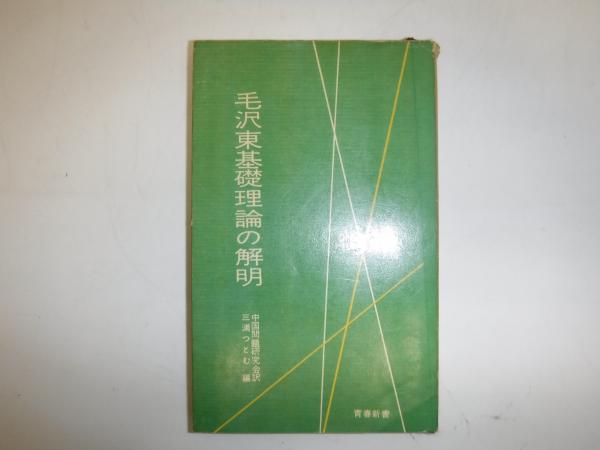 毛沢東基礎理論の解明
中国問題研究会訳
三浦つとむ 編
青春新書